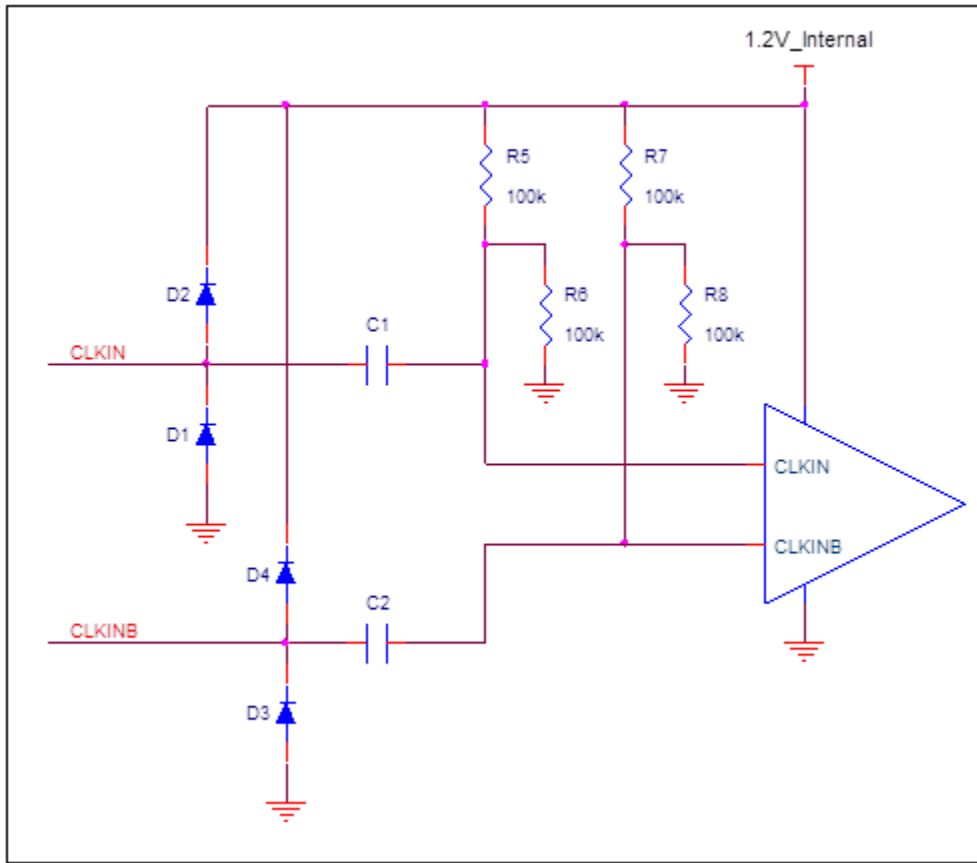 1.2V_Internal
R5
100k
R7
100k
D2
R6
100k
R8
100k
C1
CLKIN
D1
CLKIN
CLKINB
D4
C2
CLKINB
D3